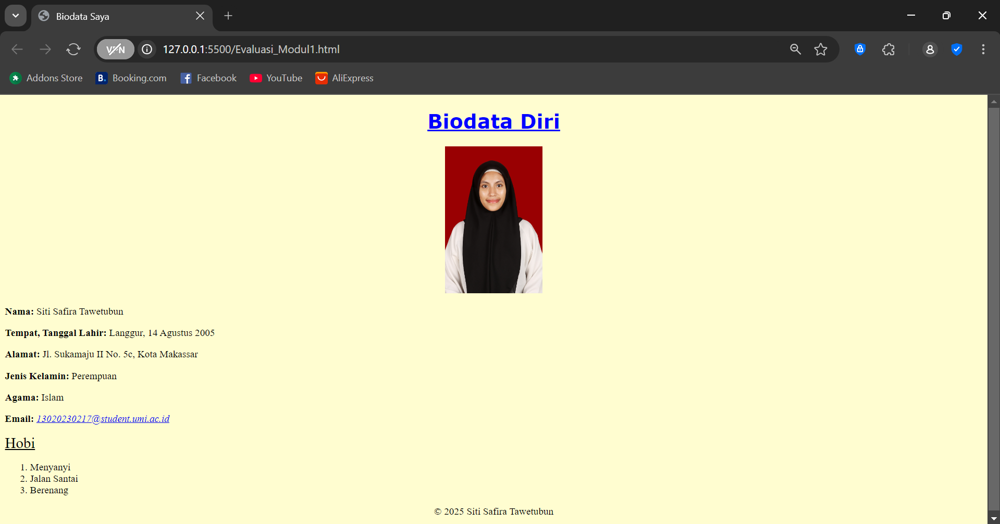 Biodata Saya
VPN
127.0.0.1:5500/Evaluasi_Modul1.html
Addons Store B. Booking.com f Facebook YouTube AliExpress
Biodata Diri
Nama: Siti Safira Tawetubun
Tempat, Tanggal Lahir: Langgur, 14 Agustus 2005
Alamat: Jl. Sukamaju II No. 5c, Kota Makassar
Jenis Kelamin: Perempuan
Agama: Islam
Email: 13020230217@student.umi.ac.id
Hobi
1. Menyanyi
2. Jalan Santai
3. Berenang
© 2025 Siti Safira Tawetubun